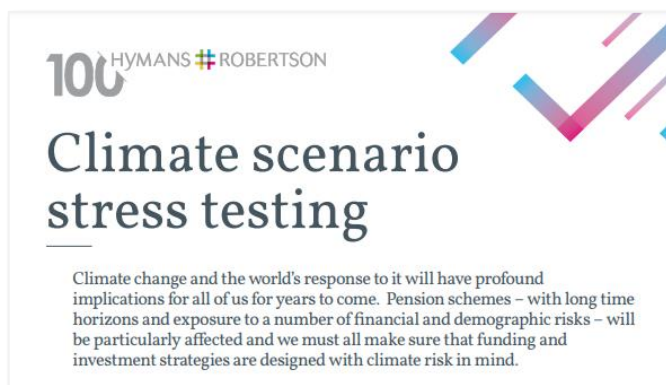 100 HYMANS # ROBERTSON
Climate scenario
stress testing
Climate change and the world's response to it will have profound
implications for all of us for years to come.  Pension schemes – with long time
horizons and exposure to a number of financial and demographic risks – will
be particularly affected and we must all make sure that funding and
investment strategies are designed with climate risk in mind.